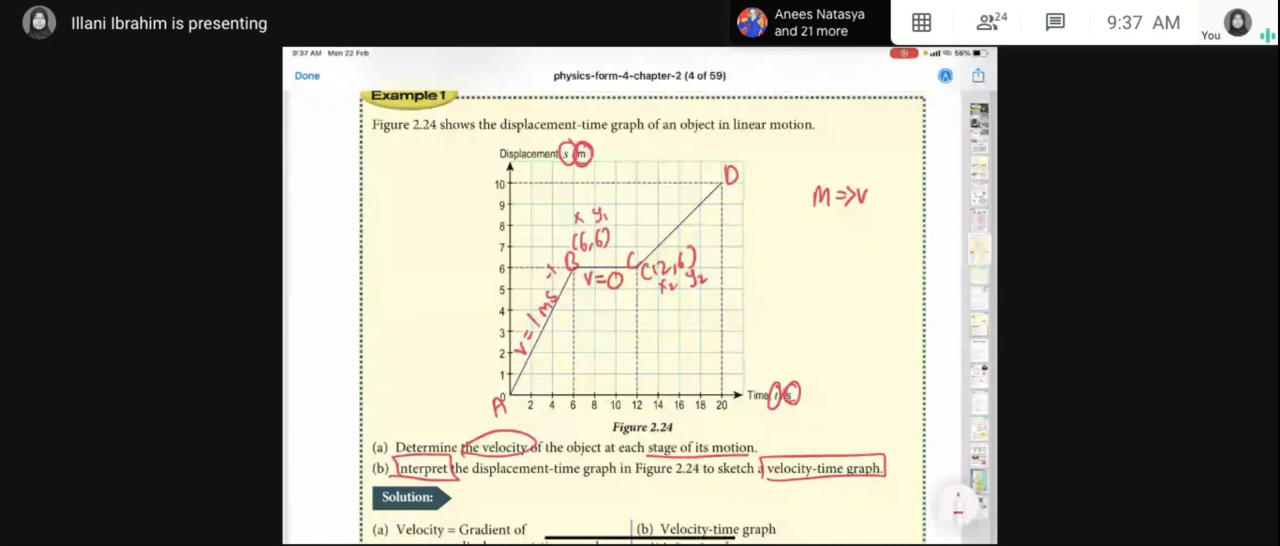 Illani Ibrahim is presenting
Anees Natasya
and 21 more
24
9:37 AM
You
9:37 AM Mon 22 Feb
56%
Done
physics-form-4-chapter-2 (4 of 59)
Example 1
Figure 2.24 shows the displacement-time graph of an object in linear motion.
Displacement, s / m
D
10
M => V
9
x y₁
8
(6,6)
7
B
C
6
(12,6)
V=0
x₂ y₂
5
V = 1 ms⁻¹
4
3
2
1
0
A
Time, t / s
2 4 6 8 10 12 14 16 18 20
Figure 2.24
(a) Determine the velocity of the object at each stage of its motion.
(b) Interpret the displacement-time graph in Figure 2.24 to sketch a velocity-time graph.
Solution:
(a) Velocity = Gradient of
(b) Velocity-time graph